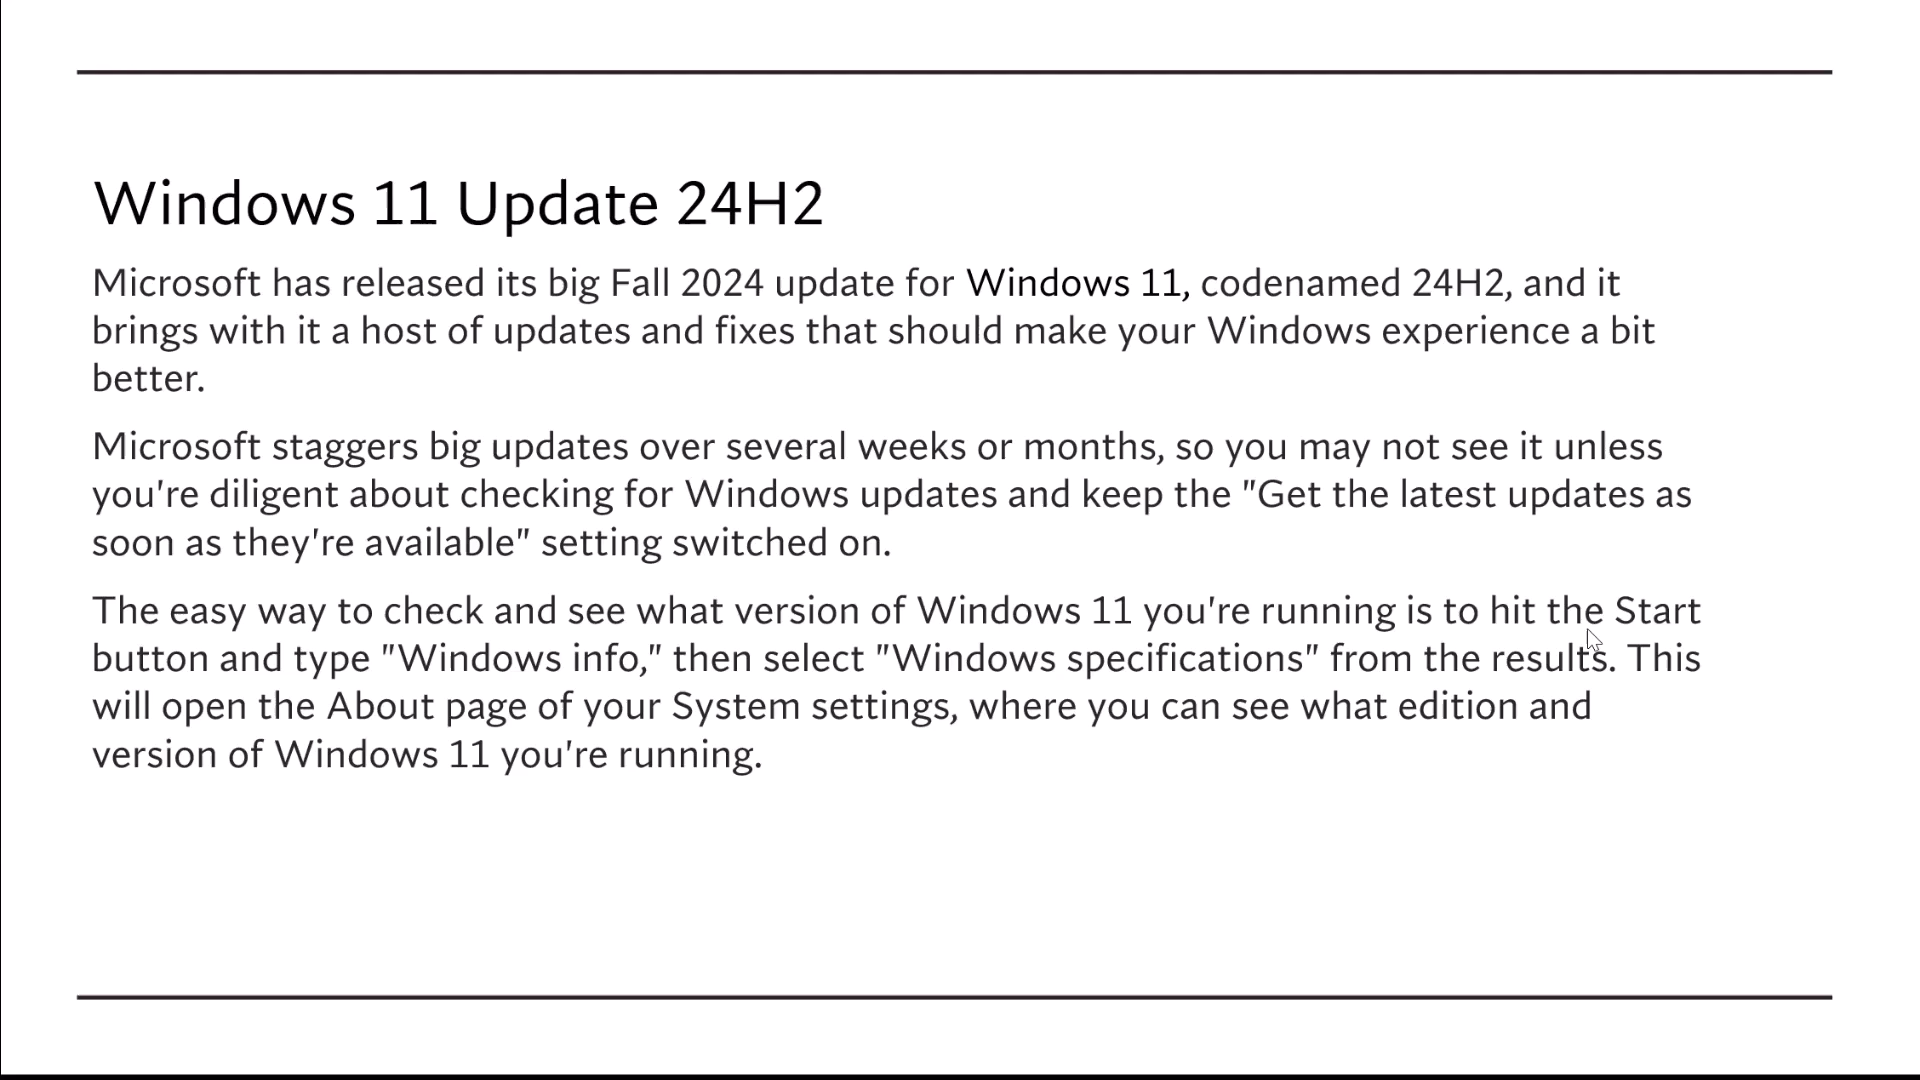 Windows 11 Update 24H2
Microsoft has released its big Fall 2024 update for Windows 11, codenamed 24H2, and it
brings with it a host of updates and fixes that should make your Windows experience a bit
better.
Microsoft staggers big updates over several weeks or months, so you may not see it unless
you're diligent about checking for Windows updates and keep the "Get the latest updates as
soon as they're available" setting switched on.
The easy way to check and see what version of Windows 11 you're running is to hit the Start
button and type "Windows info," then select "Windows specifications" from the results. This
will open the About page of your System settings, where you can see what edition and
version of Windows 11 you're running.